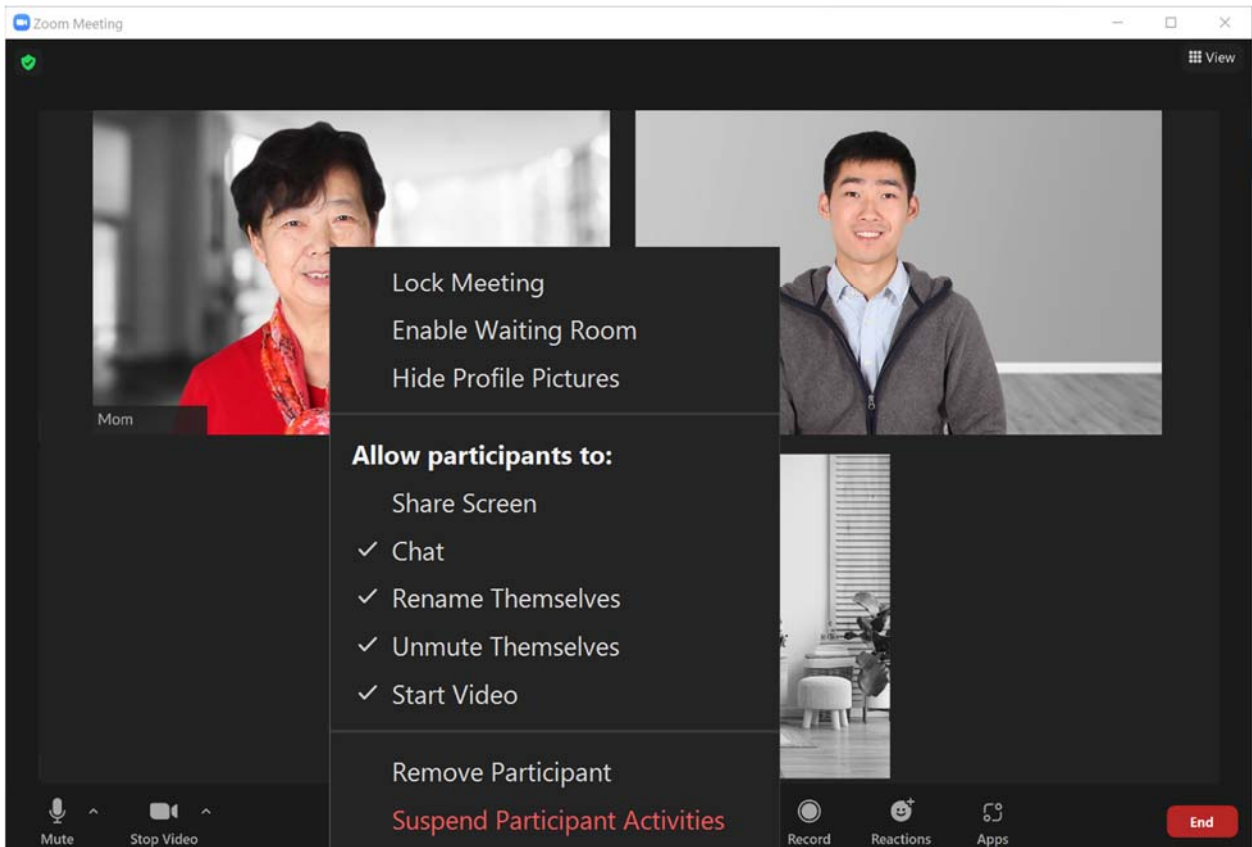 Zoom Meeting
View
Mom
Lock Meeting
Enable Waiting Room
Hide Profile Pictures
Allow participants to:
Share Screen
Chat
Rename Themselves
Unmute Themselves
Start Video
Remove Participant
Suspend Participant Activities
Mute
Stop Video
Record
Reactions
Apps
End